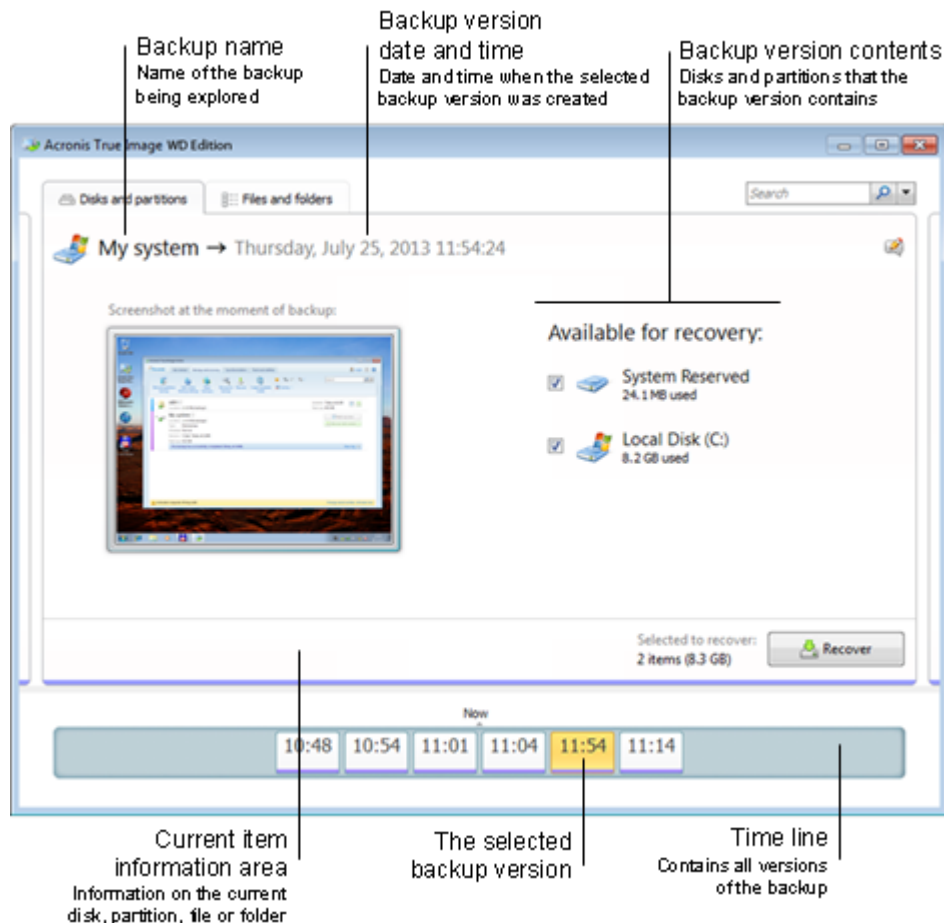 Backup name
Name of the backup
being explored
Backup version
date and time
Date and time when the selected
backup version was created
Backup version contents
Disks and partitions that the
backup version contains
Acronis True Image WD Edition
Disks and partitions
Files and folders
Search
My system → Thursday, July 25, 2013 11:54:24
Screenshot at the moment of backup:
Available for recovery:
System Reserved
24.1 MB used
Local Disk (C:)
8.2 GB used
Selected to recover:
2 items (8.3 GB)
Recover
Now
10:48 10:54 11:01 11:04 11:54 11:14
Current item
information area
Information on the current
disk, partition, file or folder
The selected
backup version
Time line
Contains all versions
of the backup